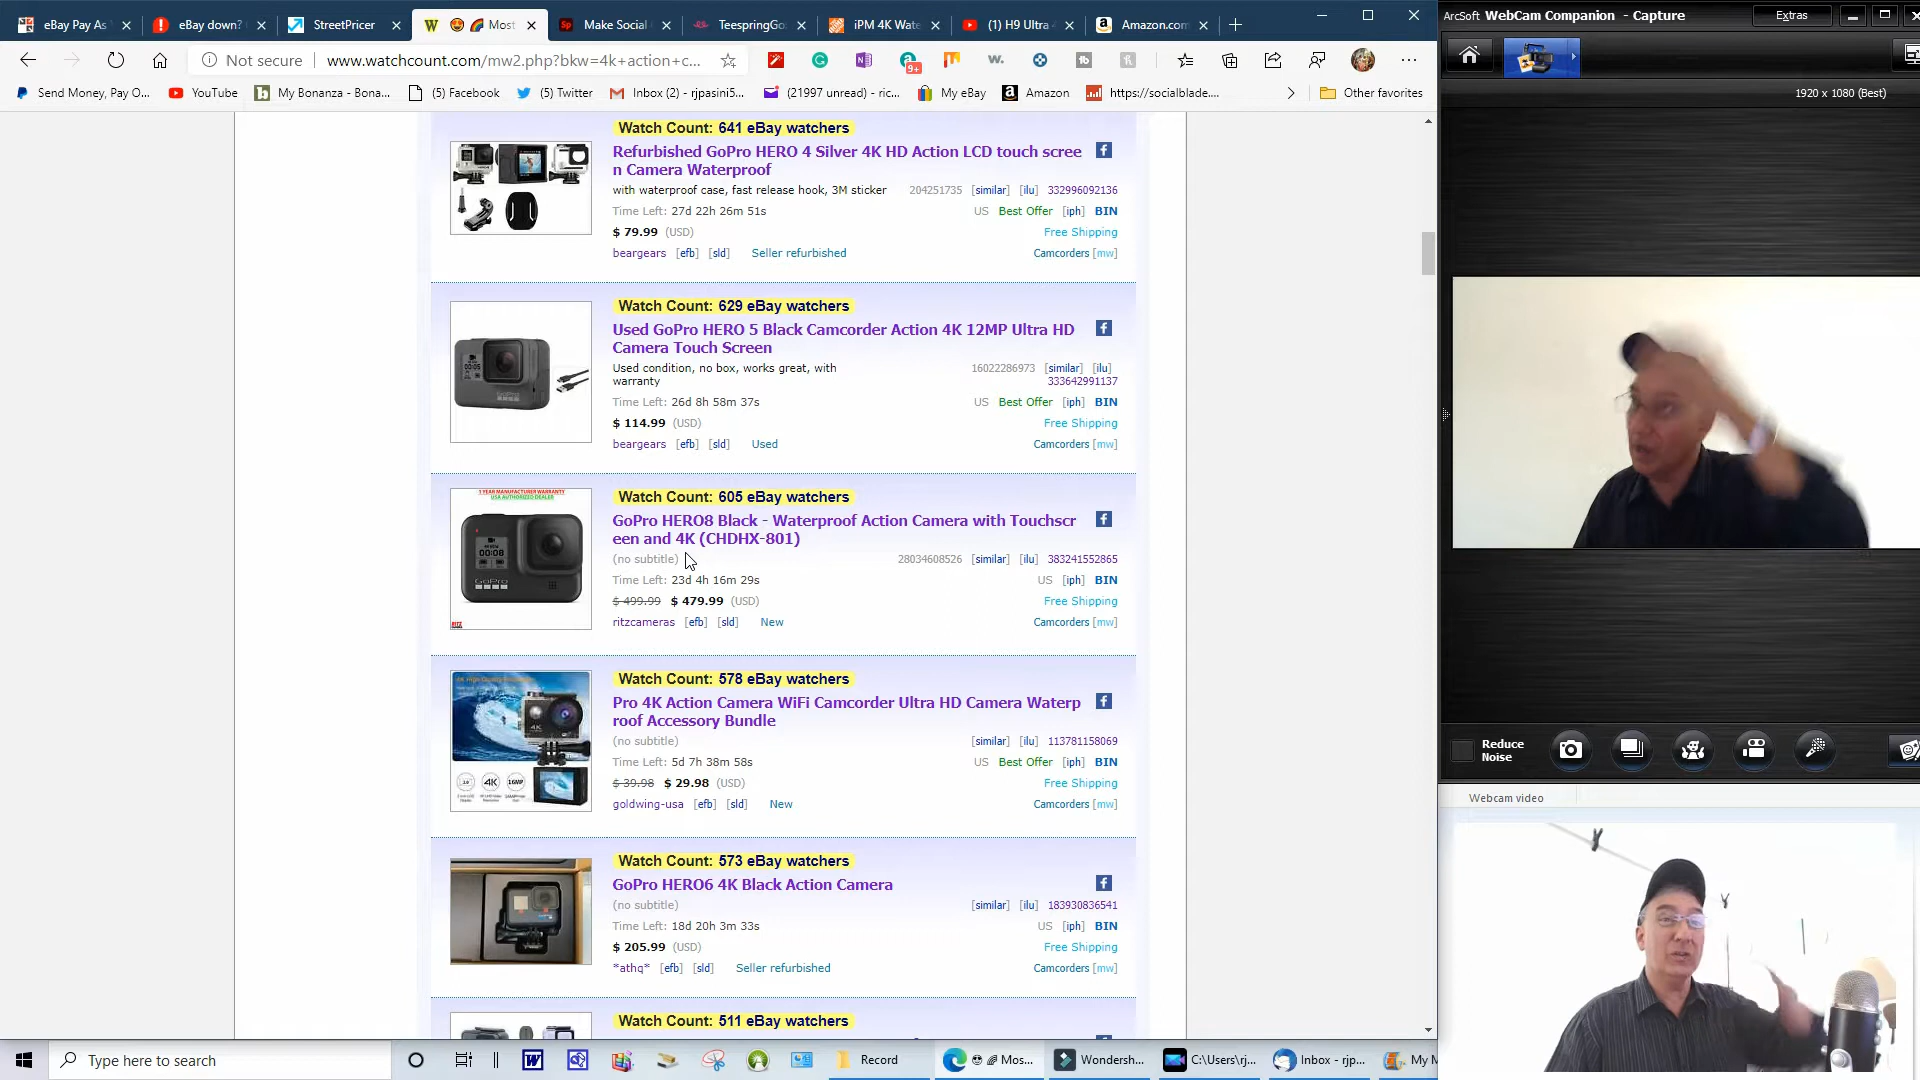 eBay Pay As
eBay down?
StreetPricer
Most
Make Social
TeespringGo
iPM 4K Wate
(1) H9 Ultra
Amazon.com
ArcSoft WebCam Companion - Capture
Extras
Not secure
www.watchcount.com/mw2.php?bkw=4k+action+c...
9+
Send Money, Pay O...
YouTube
My Bonanza - Bona...
(5) Facebook
(5) Twitter
Inbox (2) - rjpasini5...
(21997 unread) - ric...
My eBay
Amazon
https://socialblade....
Other favorites
1920 x 1080 (Best)
Watch Count: 641 eBay watchers
Refurbished GoPro HERO 4 Silver 4K HD Action LCD touch scree
n Camera Waterproof
with waterproof case, fast release hook, 3M sticker 204251735 [similar] [ilu] 332996092136
Time Left: 27d 22h 26m 51s US Best Offer [iph] BIN
$ 79.99 (USD) Free Shipping
beargears [efb] [sld] Seller refurbished Camcorders [mw]
Watch Count: 629 eBay watchers
Used GoPro HERO 5 Black Camcorder Action 4K 12MP Ultra HD
Camera Touch Screen
Used condition, no box, works great, with 16022286973 [similar] [ilu]
warranty 333642991137
Time Left: 26d 8h 58m 37s US Best Offer [iph] BIN
$ 114.99 (USD) Free Shipping
beargears [efb] [sld] Used Camcorders [mw]
1 YEAR MANUFACTURER WARRANTY
USA AUTHORIZED DEALER
GoPro
Watch Count: 605 eBay watchers
GoPro HERO8 Black - Waterproof Action Camera with Touchscr
een and 4K (CHDHX-801)
(no subtitle) 28034608526 [similar] [ilu] 383241552865
Time Left: 23d 4h 16m 29s US [iph] BIN
$ 499.99 $ 479.99 (USD) Free Shipping
ritzcameras [efb] [sld] New Camcorders [mw]
4K
Watch Count: 578 eBay watchers
Pro 4K Action Camera WiFi Camcorder Ultra HD Camera Waterp
roof Accessory Bundle
(no subtitle) [similar] [ilu] 113781158069
Time Left: 5d 7h 38m 58s US Best Offer [iph] BIN
$ 39.98 $ 29.98 (USD) Free Shipping
goldwing-usa [efb] [sld] New Camcorders [mw]
Watch Count: 573 eBay watchers
GoPro HERO6 4K Black Action Camera
(no subtitle) [similar] [ilu] 183930836541
Time Left: 18d 20h 3m 33s US [iph] BIN
$ 205.99 (USD) Free Shipping
*athq* [efb] [sld] Seller refurbished Camcorders [mw]
Watch Count: 511 eBay watchers
Reduce
Noise
Webcam video
Type here to search
Record
Mos...
Wondersh...
C:\Users\rj...
Inbox - rjp...
My M